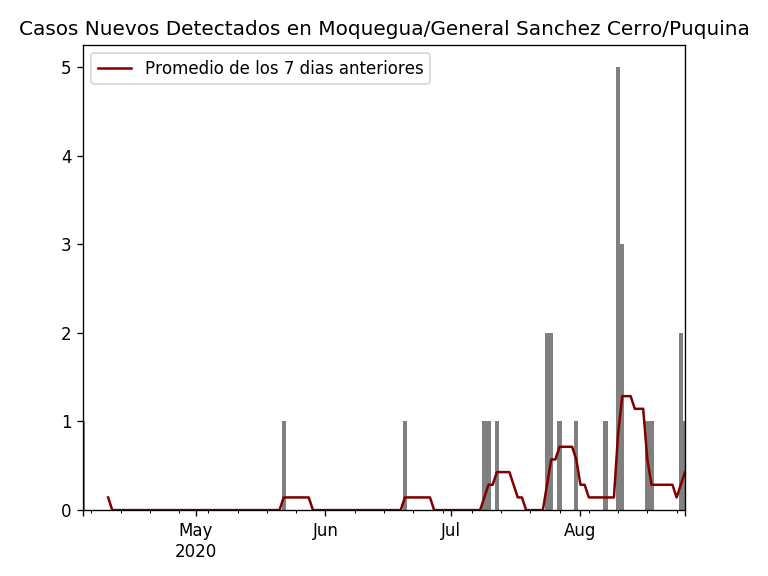 Casos Nuevos Detectados en Moquegua/General Sanchez Cerro/Puquina
Promedio de los 7 dias anteriores
5
4
3
2
1
0
May Jun Jul Aug
2020